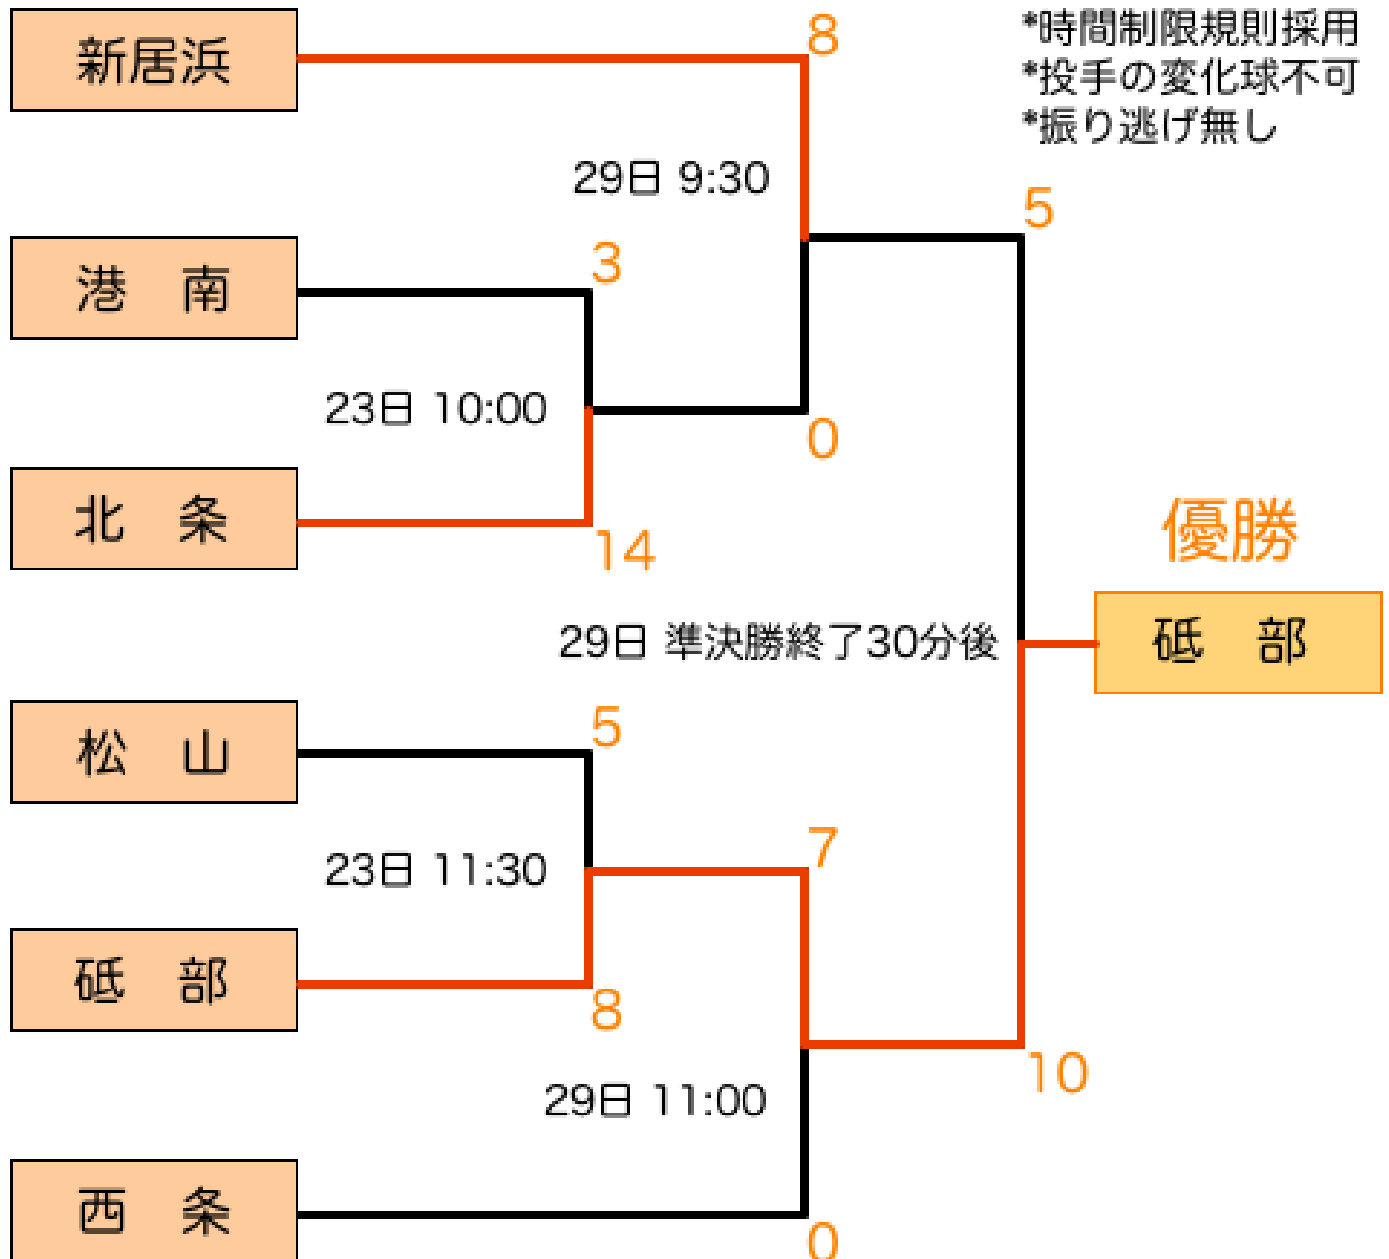 新居浜
8
*時間制限規則採用
*投手の変化球不可
*振り逃げ無し
29日 9:30
5
港　南
3
23日 10:00
0
北　条
14
優勝
29日 準決勝終了30分後
砥　部
松　山
5
7
23日 11:30
砥　部
8
10
29日 11:00
西　条
0